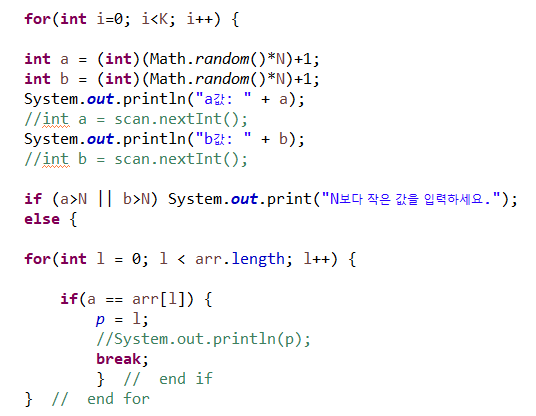 for(int i=0; i<K; i++) {
int a = (int)(Math.random()*N)+1;
int b = (int)(Math.random()*N)+1;
System.out.println("a값: " + a);
//int a = scan.nextInt();
System.out.println("b값: " + b);
//int b = scan.nextInt();
if (a>N || b>N) System.out.print("N보다 작은 값을 입력하세요.");
else {
for(int l = 0; l < arr.length; l++) {
if(a == arr[l]) {
p = l;
//System.out.println(p);
break;
}  //  end if
}  //  end for